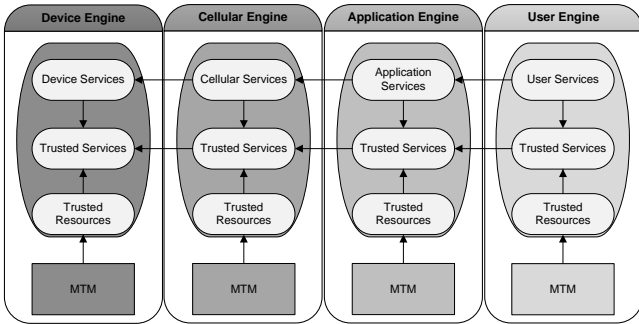 Device Engine
Cellular Engine
Application Engine
User Engine
Device Services
Cellular Services
Application
Services
User Services
Trusted Services
Trusted Services
Trusted Services
Trusted Services
Trusted
Resources
Trusted
Resources
Trusted
Resources
Trusted
Resources
MTM
MTM
MTM
MTM